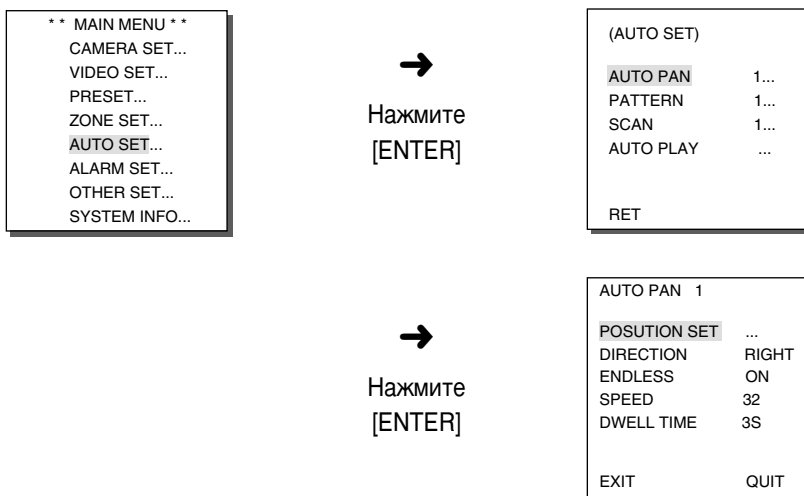 * * MAIN MENU * *
CAMERA SET...
VIDEO SET...
PRESET...
ZONE SET...
AUTO SET...
ALARM SET...
OTHER SET...
SYSTEM INFO...
Нажмите
[ENTER]
(AUTO SET)
AUTO PAN 1...
PATTERN 1...
SCAN 1...
AUTO PLAY ...
RET
Нажмите
[ENTER]
AUTO PAN 1
POSUTION SET ...
DIRECTION RIGHT
ENDLESS ON
SPEED 32
DWELL TIME 3S
EXIT QUIT